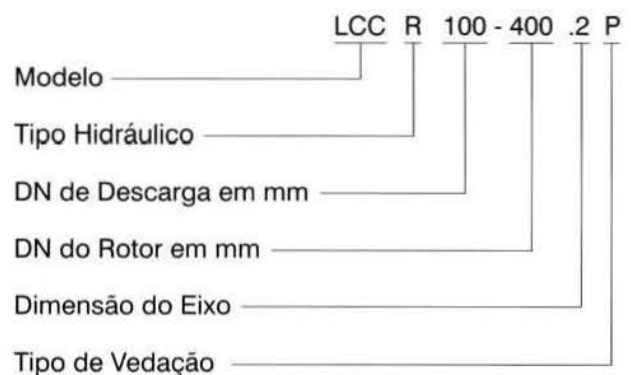 LCC R 100 - 400 .2 P
Modelo
Tipo Hidráulico
DN de Descarga em mm
DN do Rotor em mm
Dimensão do Eixo
Tipo de Vedação